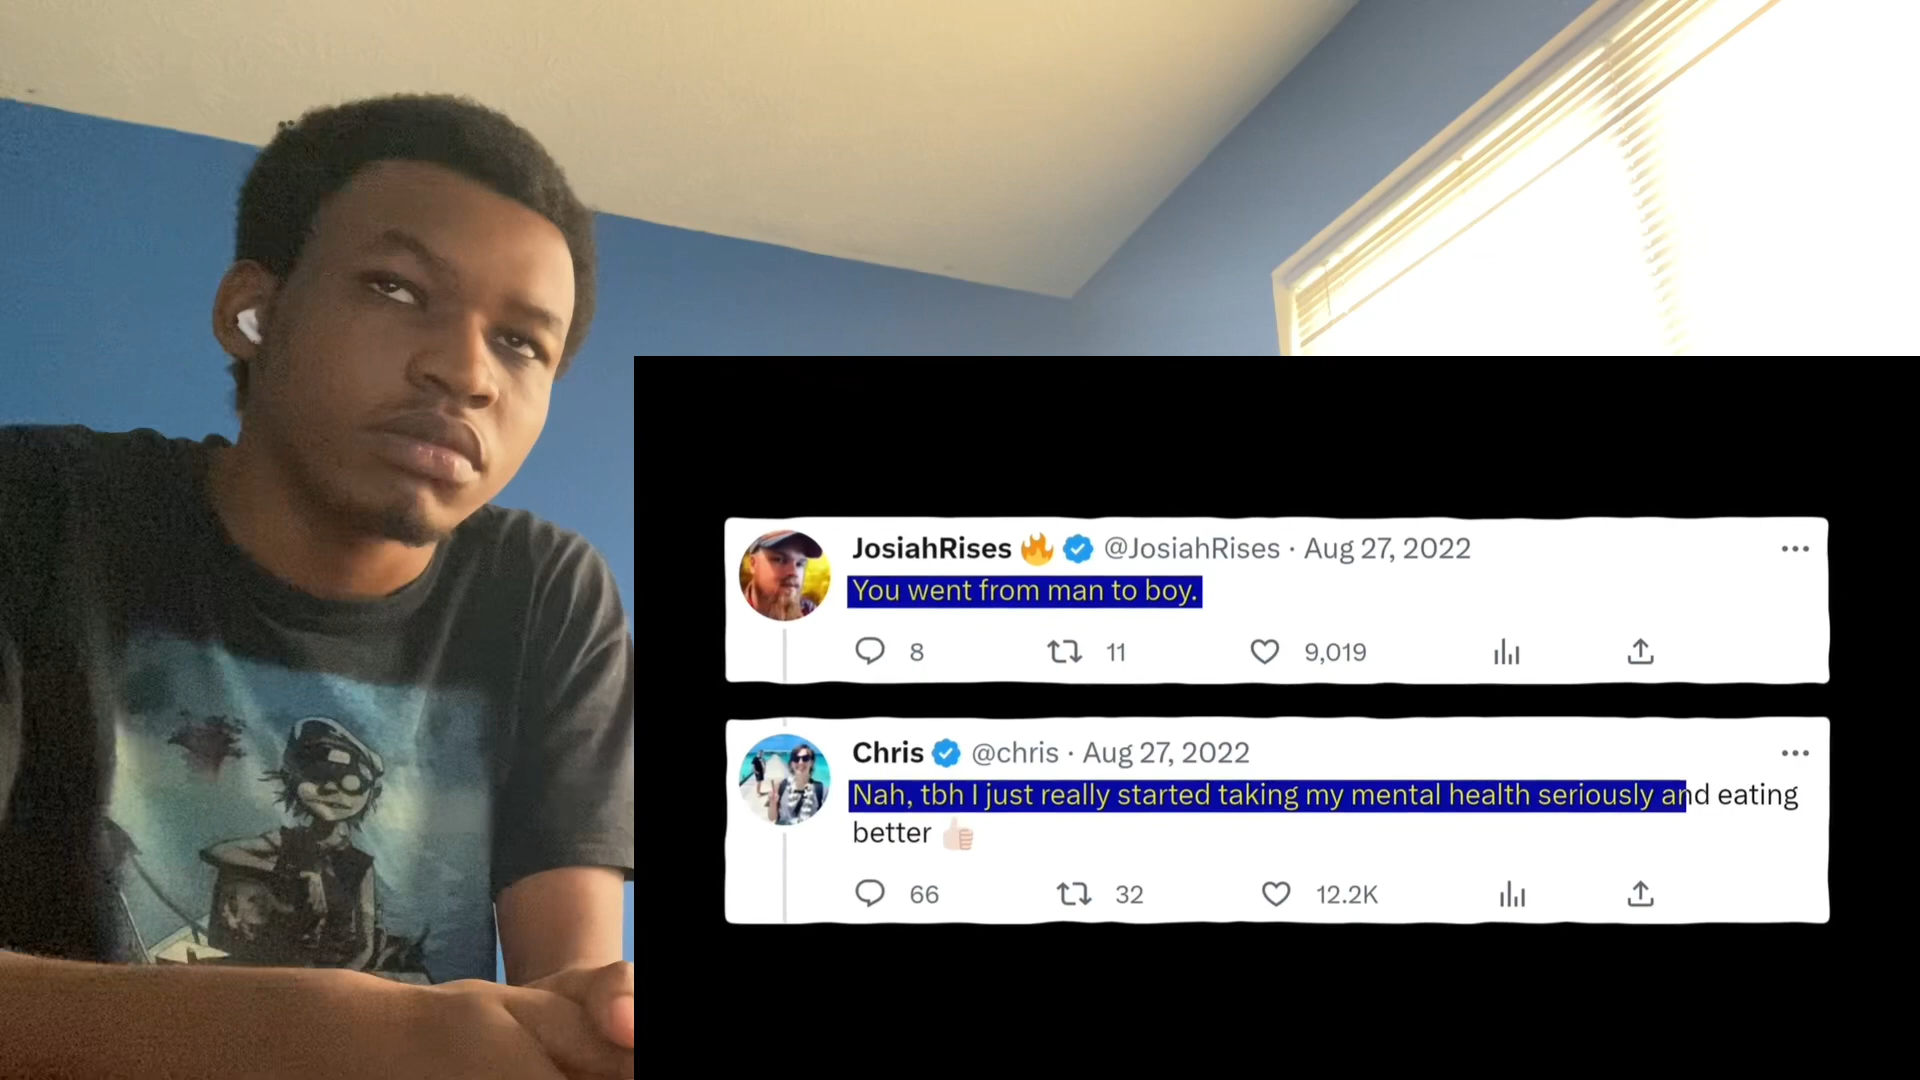 JosiahRises 🔥 @JosiahRises · Aug 27, 2022
You went from man to boy.
8 11 9,019
Chris @chris · Aug 27, 2022
Nah, tbh I just really started taking my mental health seriously and eating
better 👍🏻
66 32 12.2K